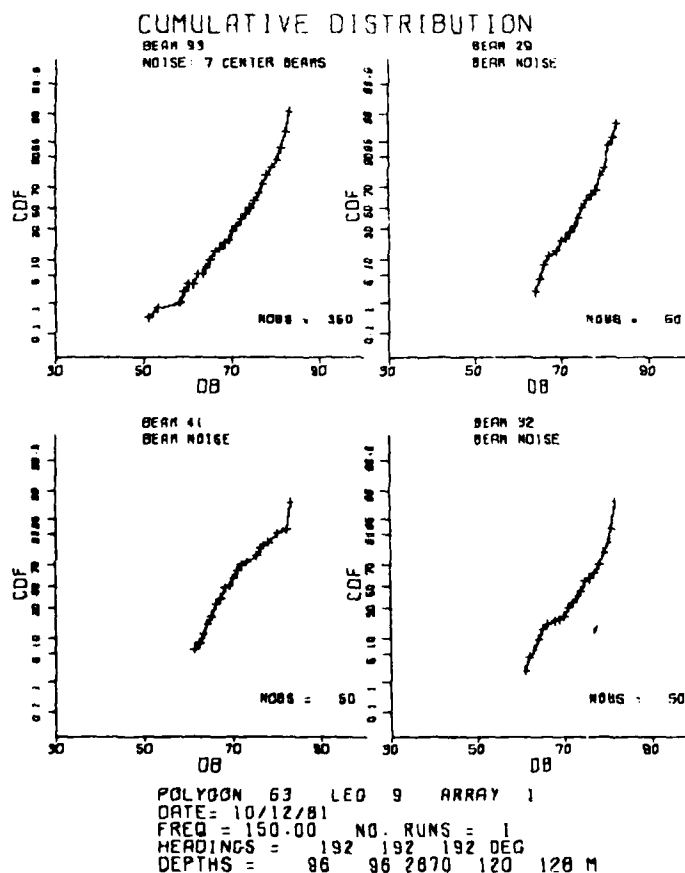 CUMULATIVE DISTRIBUTION
BEAM 93
NOISE: 7 CENTER BEAMS
CDF
NOBS = 350
30 50 70 90
DB
BEAM 29
BEAM NOISE
CDF
NOBS = 50
30 50 70 90
DB
BEAM 41
BEAM NOISE
CDF
NOBS = 50
30 50 70 90
DB
BEAM 32
BEAM NOISE
CDF
NOBS = 50
30 50 70 90
DB
POLYGON 63 LEG 9 ARRAY 1
DATE= 10/12/81
FREQ = 150.00 NO. RUNS = 1
HEADINGS = 192 192 192 DEG
DEPTHS = 96 96 2870 120 128 M